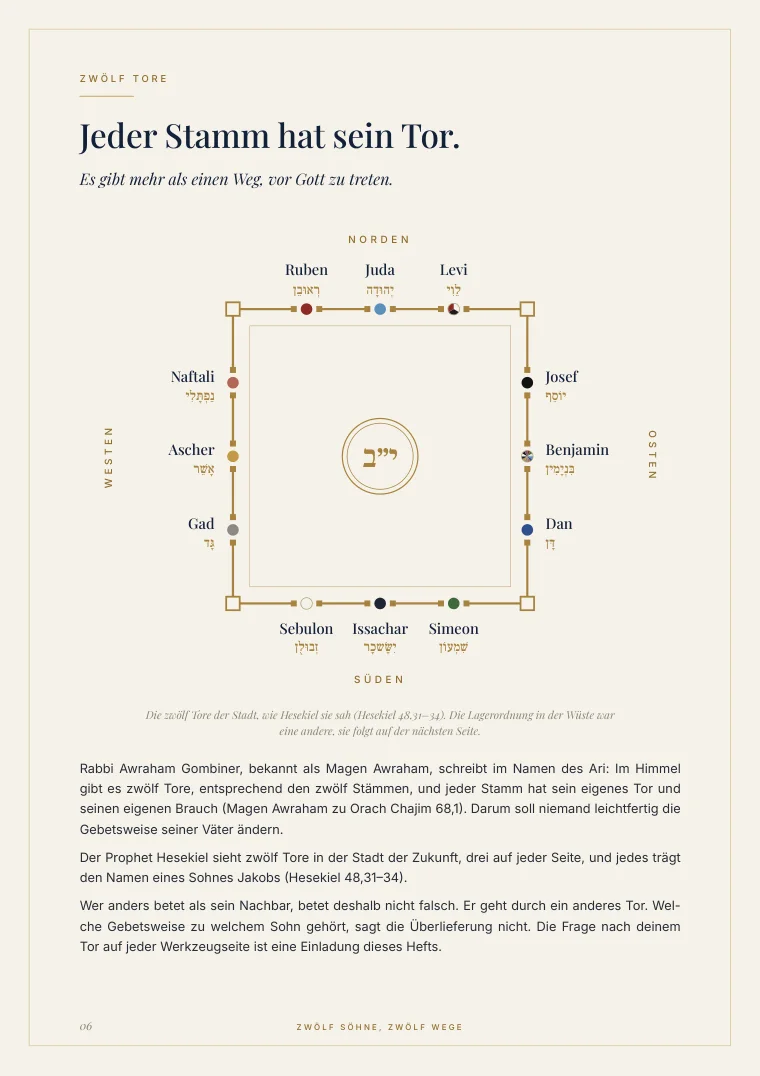 ZWÖLF TORE
Jeder Stamm hat sein Tor.
Es gibt mehr als einen Weg, vor Gott zu treten.
NORDEN
Ruben Juda Levi
רְאוּבֵן יְהוּדָה לֵוִי
Naftali
נַפְתָּלִי
Josef
יוֹסֵף
WESTEN
Ascher
אָשֵׁר
י״ב
Benjamin
בִּנְיָמִין
OSTEN
Gad
גָּד
Dan
דָּן
Sebulon Issachar Simeon
זְבוּלֻן יִשָּׂשכָר שִׁמְעוֹן
SÜDEN
Die zwölf Tore der Stadt, wie Hesekiel sie sah (Hesekiel 48,31–34). Die Lagerordnung in der Wüste war
eine andere, sie folgt auf der nächsten Seite.
Rabbi Awraham Gombiner, bekannt als Magen Awraham, schreibt im Namen des Ari: Im Himmel
gibt es zwölf Tore, entsprechend den zwölf Stämmen, und jeder Stamm hat sein eigenes Tor und
seinen eigenen Brauch (Magen Awraham zu Orach Chajim 68,1). Darum soll niemand leichtfertig die
Gebetsweise seiner Väter ändern.
Der Prophet Hesekiel sieht zwölf Tore in der Stadt der Zukunft, drei auf jeder Seite, und jedes trägt
den Namen eines Sohnes Jakobs (Hesekiel 48,31–34).
Wer anders betet als sein Nachbar, betet deshalb nicht falsch. Er geht durch ein anderes Tor. Wel-
che Gebetsweise zu welchem Sohn gehört, sagt die Überlieferung nicht. Die Frage nach deinem
Tor auf jeder Werkzeugseite ist eine Einladung dieses Hefts.
06
ZWÖLF SÖHNE, ZWÖLF WEGE